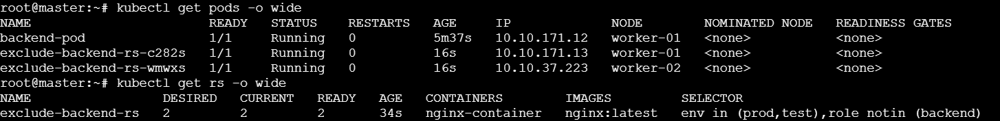 root@master:~# kubectl get pods -o wide
NAME READY STATUS RESTARTS AGE IP NODE NOMINATED NODE READINESS GATES
backend-pod 1/1 Running 0 5m37s 10.10.171.12 worker-01 <none> <none>
exclude-backend-rs-c282s 1/1 Running 0 16s 10.10.171.13 worker-01 <none> <none>
exclude-backend-rs-wmwxs 1/1 Running 0 16s 10.10.37.223 worker-02 <none> <none>
root@master:~# kubectl get rs -o wide
NAME DESIRED CURRENT READY AGE CONTAINERS IMAGES SELECTOR
exclude-backend-rs 2 2 2 34s nginx-container nginx:latest env in (prod,test),role notin (backend)